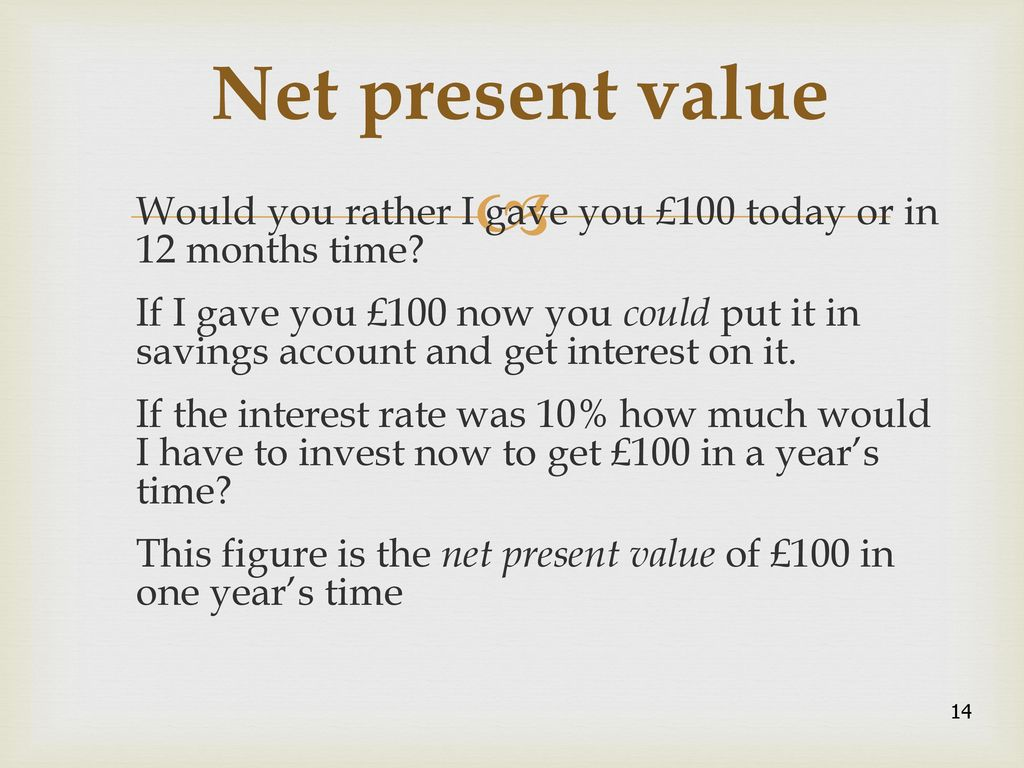 Net present value
Would you rather I gave you £100 today or in
12 months time?
If I gave you £100 now you could put it in
savings account and get interest on it.
If the interest rate was 10% how much would
I have to invest now to get £100 in a year’s
time?
This figure is the net present value of £100 in
one year’s time
14